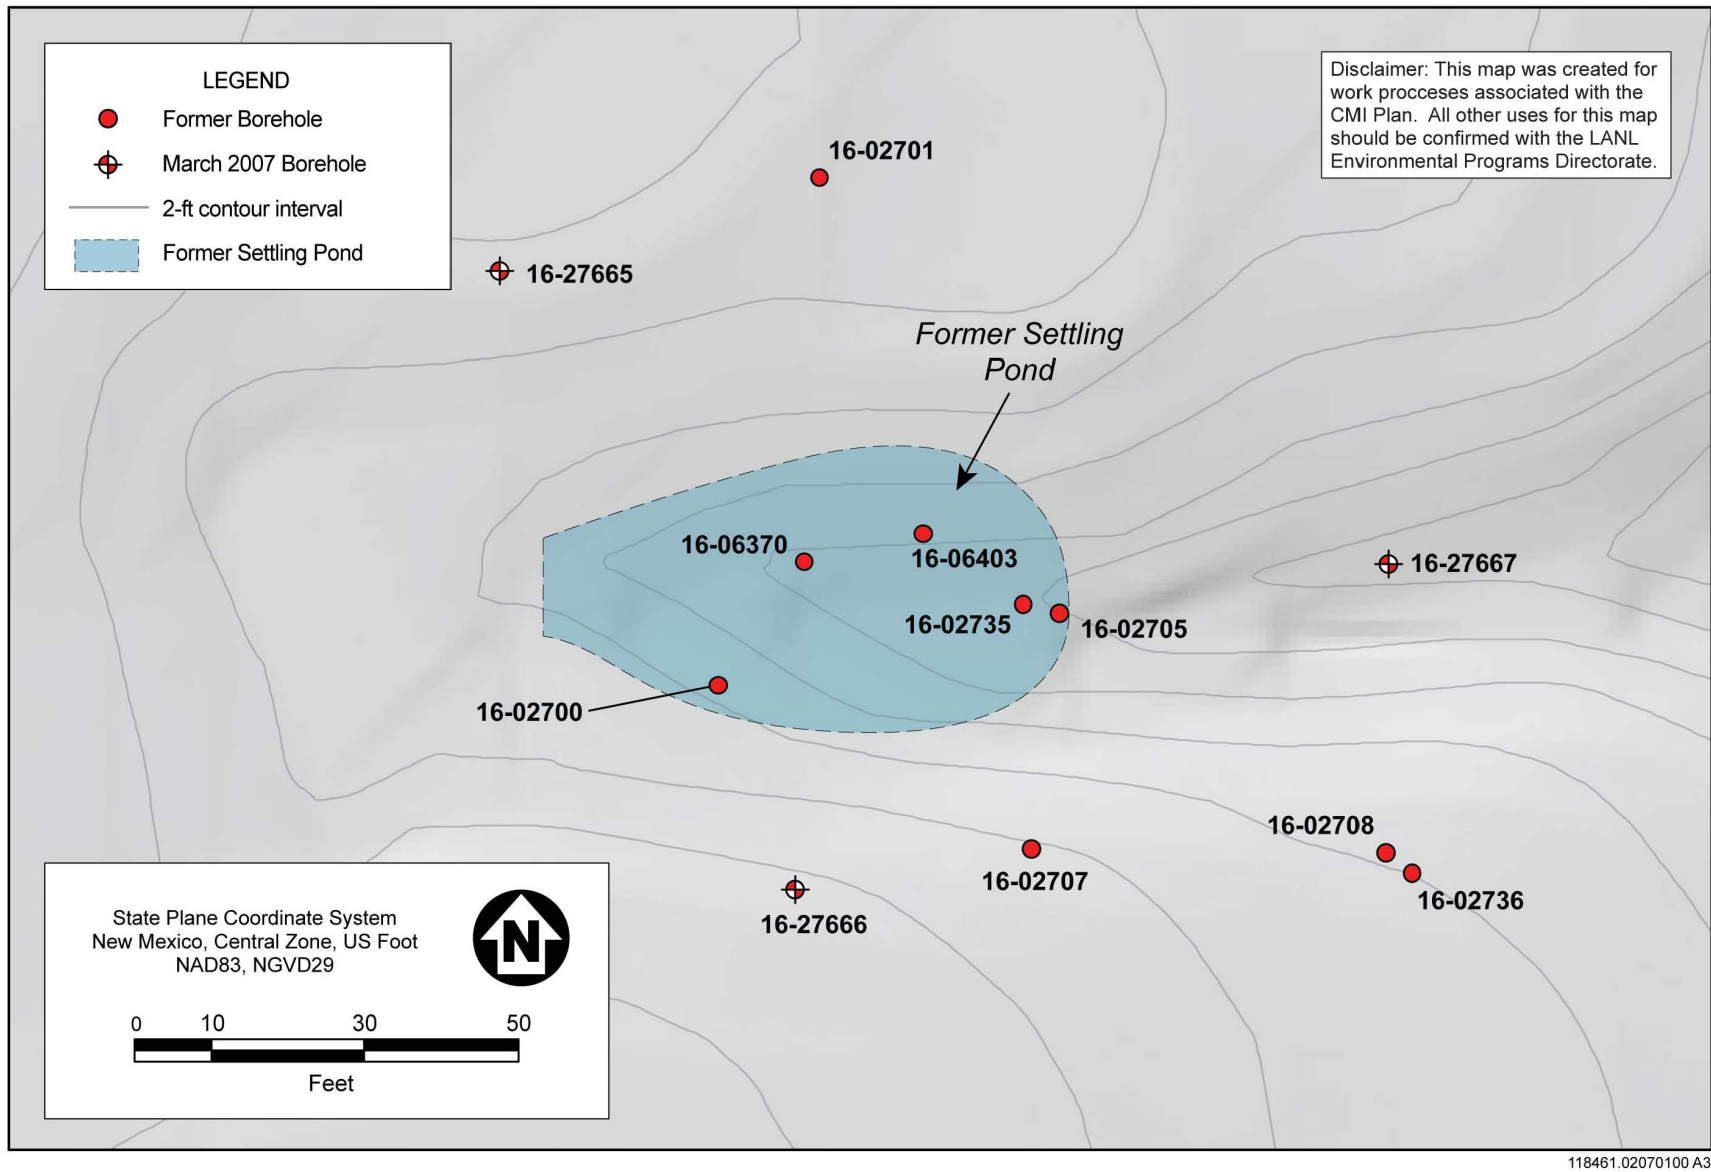 LEGEND
Former Borehole
March 2007 Borehole
2-ft contour interval
Former Settling Pond
Disclaimer: This map was created for
work procceses associated with the
CMI Plan. All other uses for this map
should be confirmed with the LANL
Environmental Programs Directorate.
16-02701
16-27665
Former Settling
Pond
16-06370
16-06403
16-27667
16-02735
16-02705
16-02700
16-02708
16-02707
16-02736
16-27666
State Plane Coordinate System
New Mexico, Central Zone, US Foot
NAD83, NGVD29
N
0 10 30 50
Feet
118461.02070100 A3